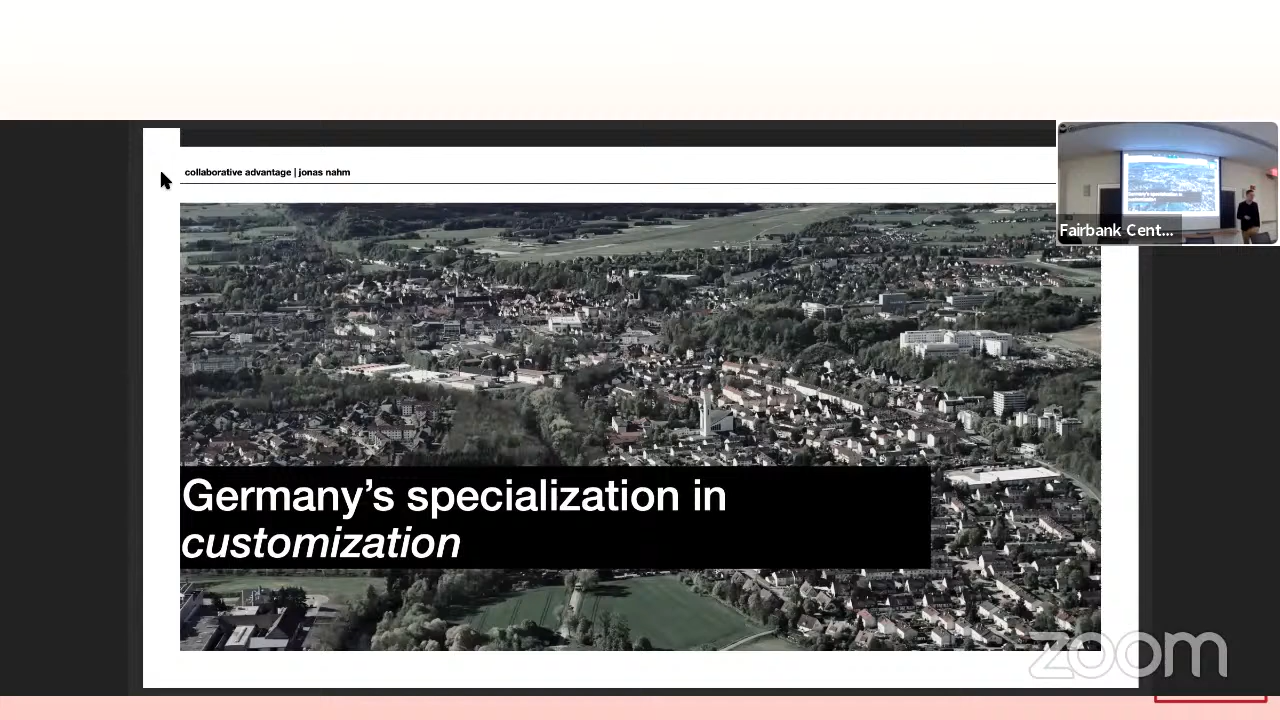 collaborative advantage | jonas nahm
Fairbank Cent...
Germany’s specialization in
customization
zoom